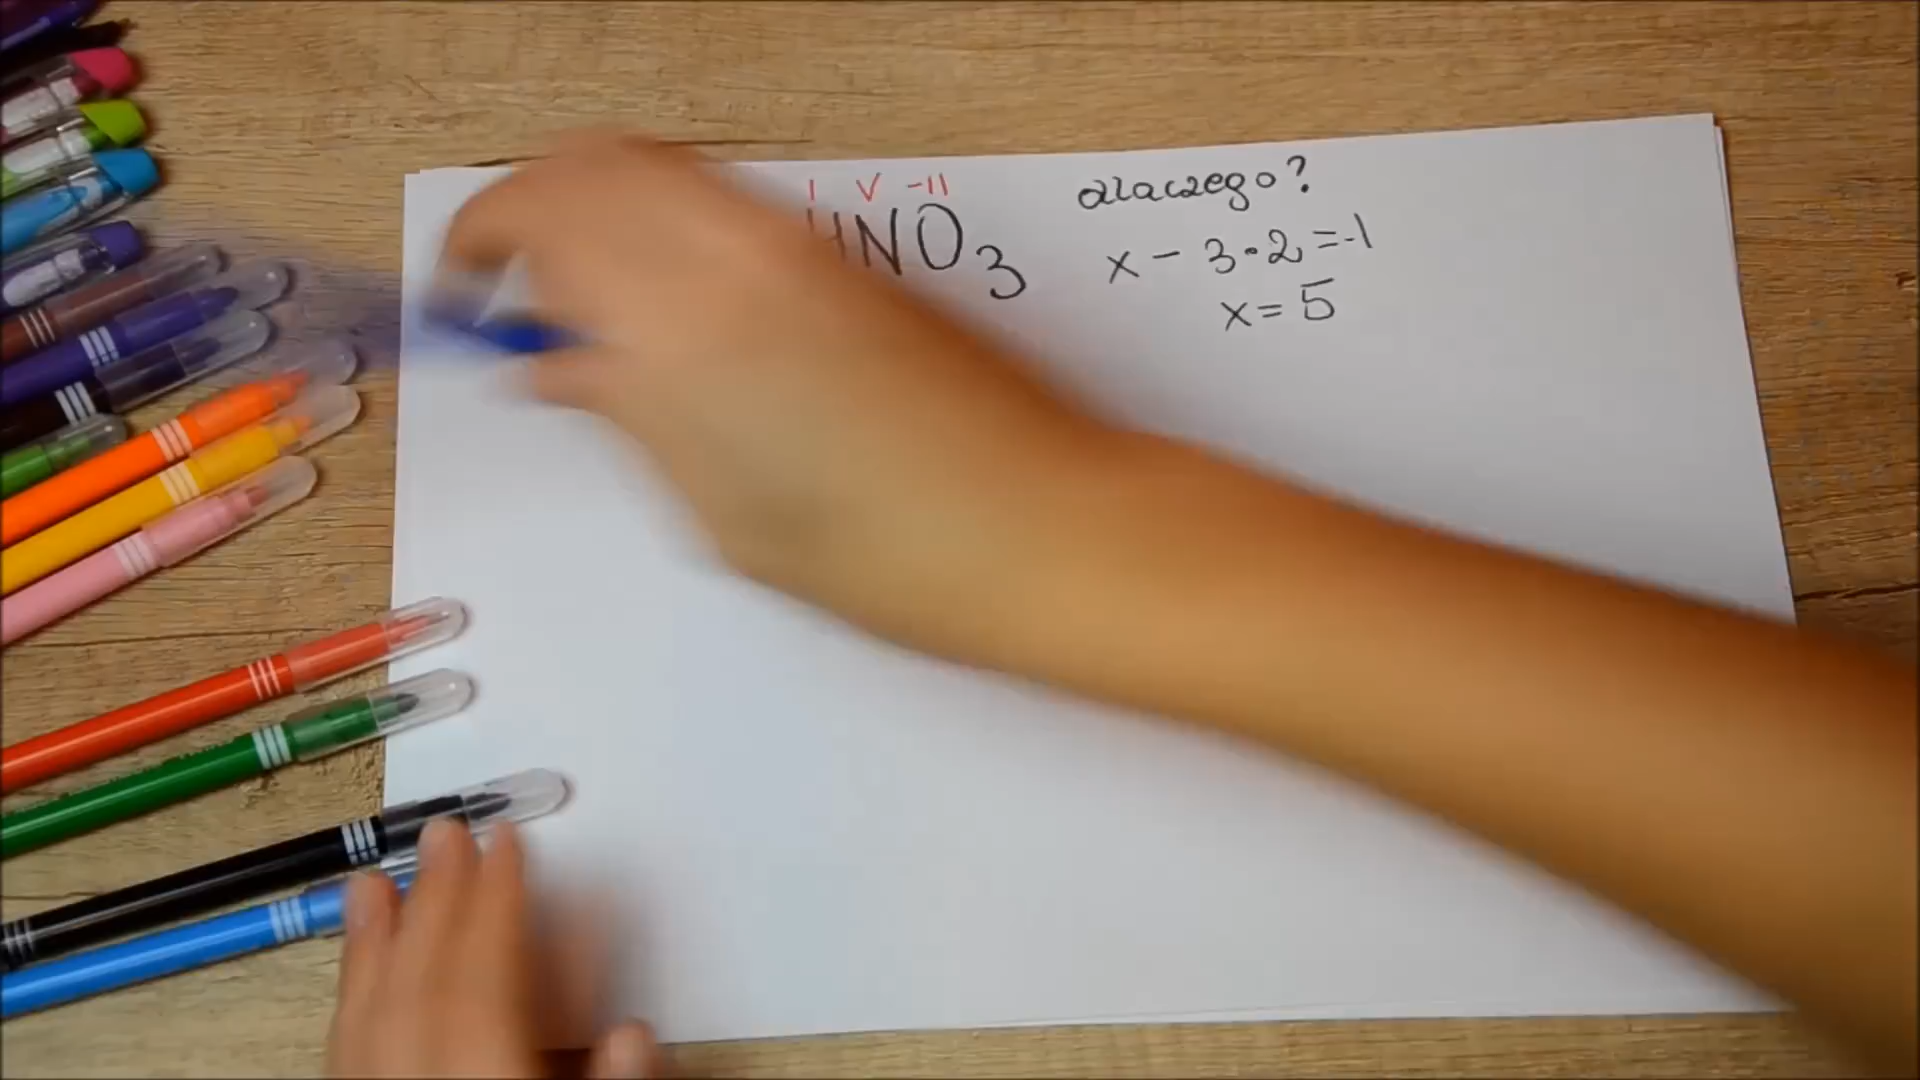 I V -II
HNO3
dlaczego?
x - 3·2 = -1
x = 5